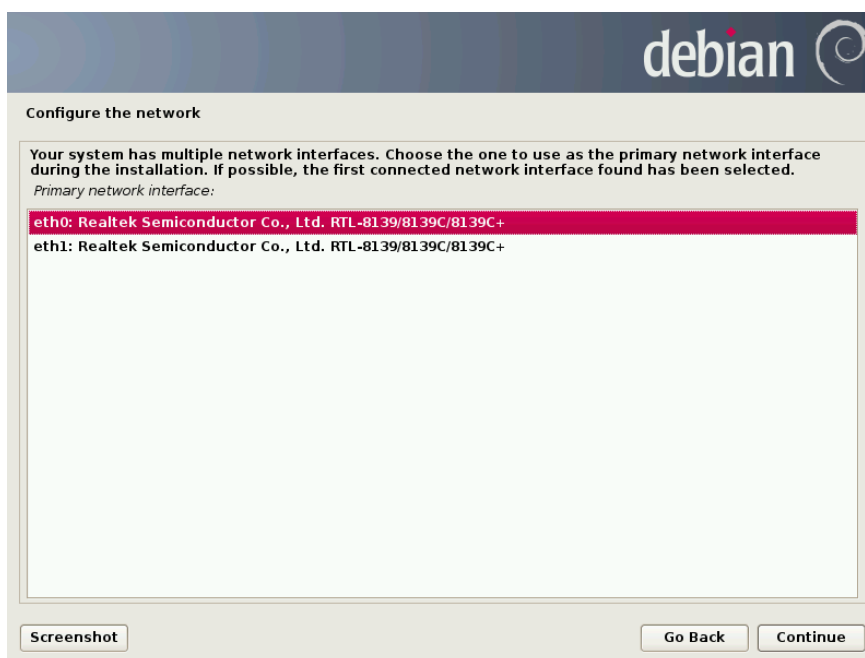 debian
Configure the network
Your system has multiple network interfaces. Choose the one to use as the primary network interface
during the installation. If possible, the first connected network interface found has been selected.
Primary network interface:
eth0: Realtek Semiconductor Co., Ltd. RTL-8139/8139C/8139C+
eth1: Realtek Semiconductor Co., Ltd. RTL-8139/8139C/8139C+
Screenshot
Go Back
Continue